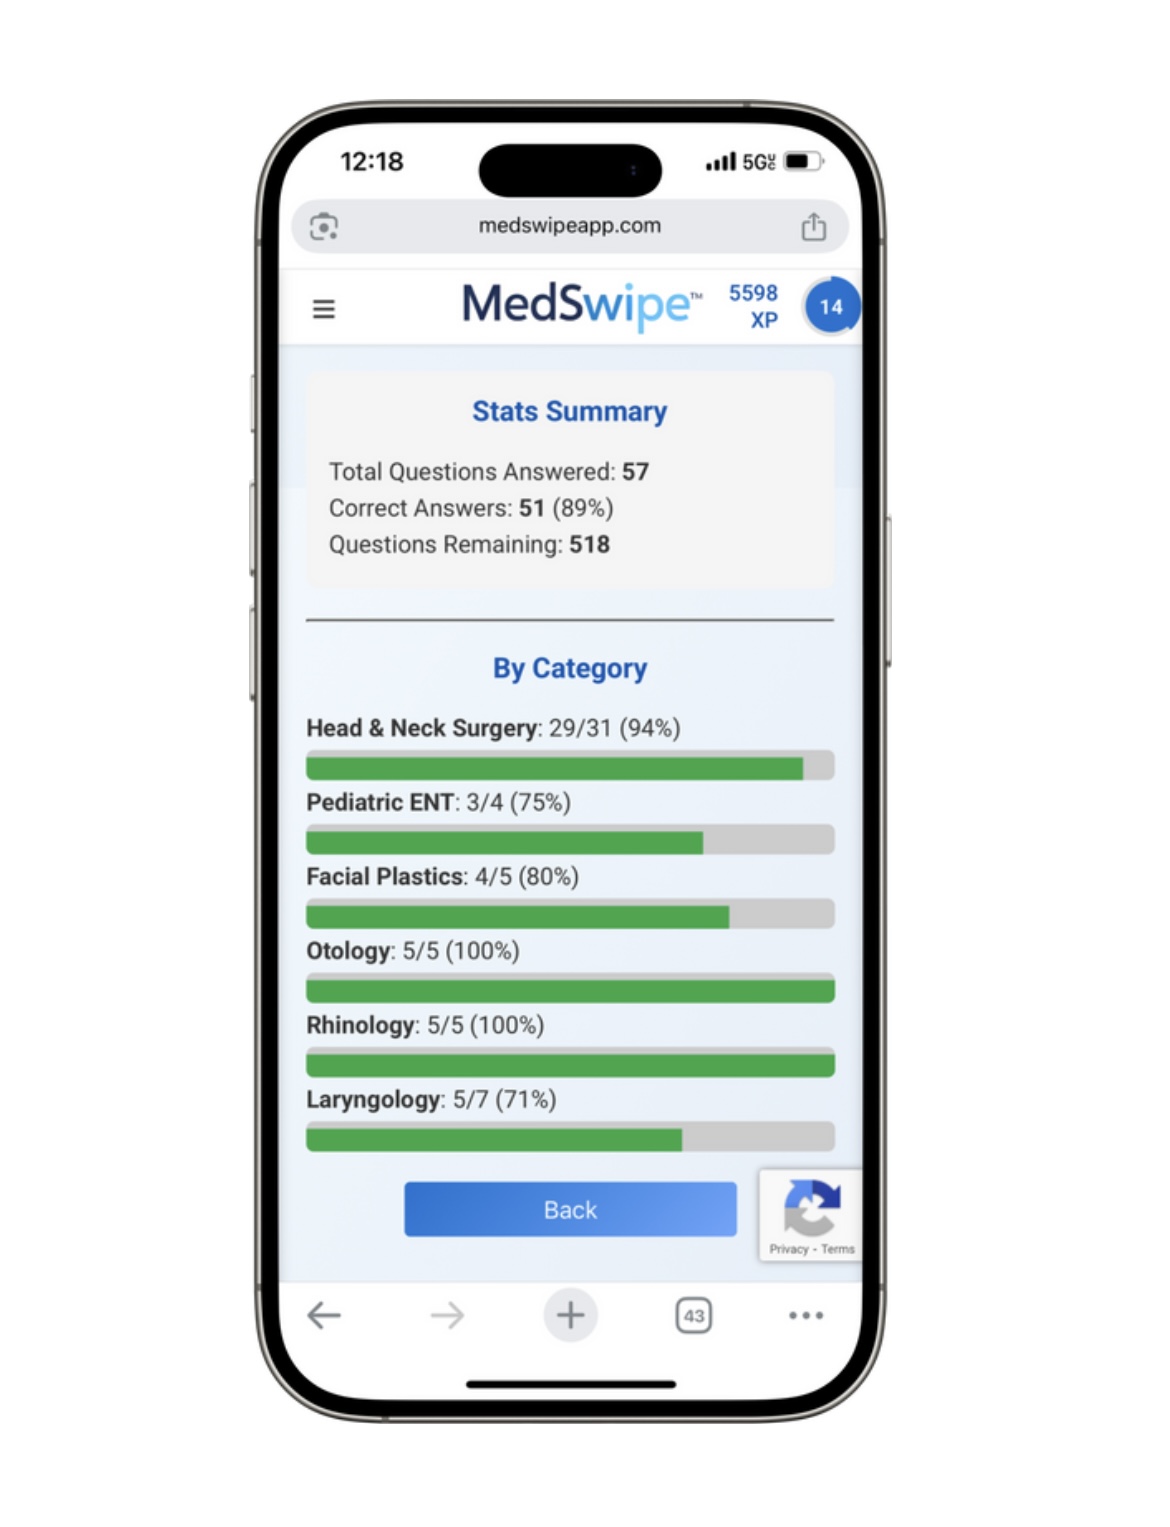 12:18
5GUC
medswipeapp.com
MedSwipe™
5598
XP
14
Stats Summary
Total Questions Answered: 57
Correct Answers: 51 (89%)
Questions Remaining: 518
By Category
Head & Neck Surgery: 29/31 (94%)
Pediatric ENT: 3/4 (75%)
Facial Plastics: 4/5 (80%)
Otology: 5/5 (100%)
Rhinology: 5/5 (100%)
Laryngology: 5/7 (71%)
Back
Privacy - Terms
43